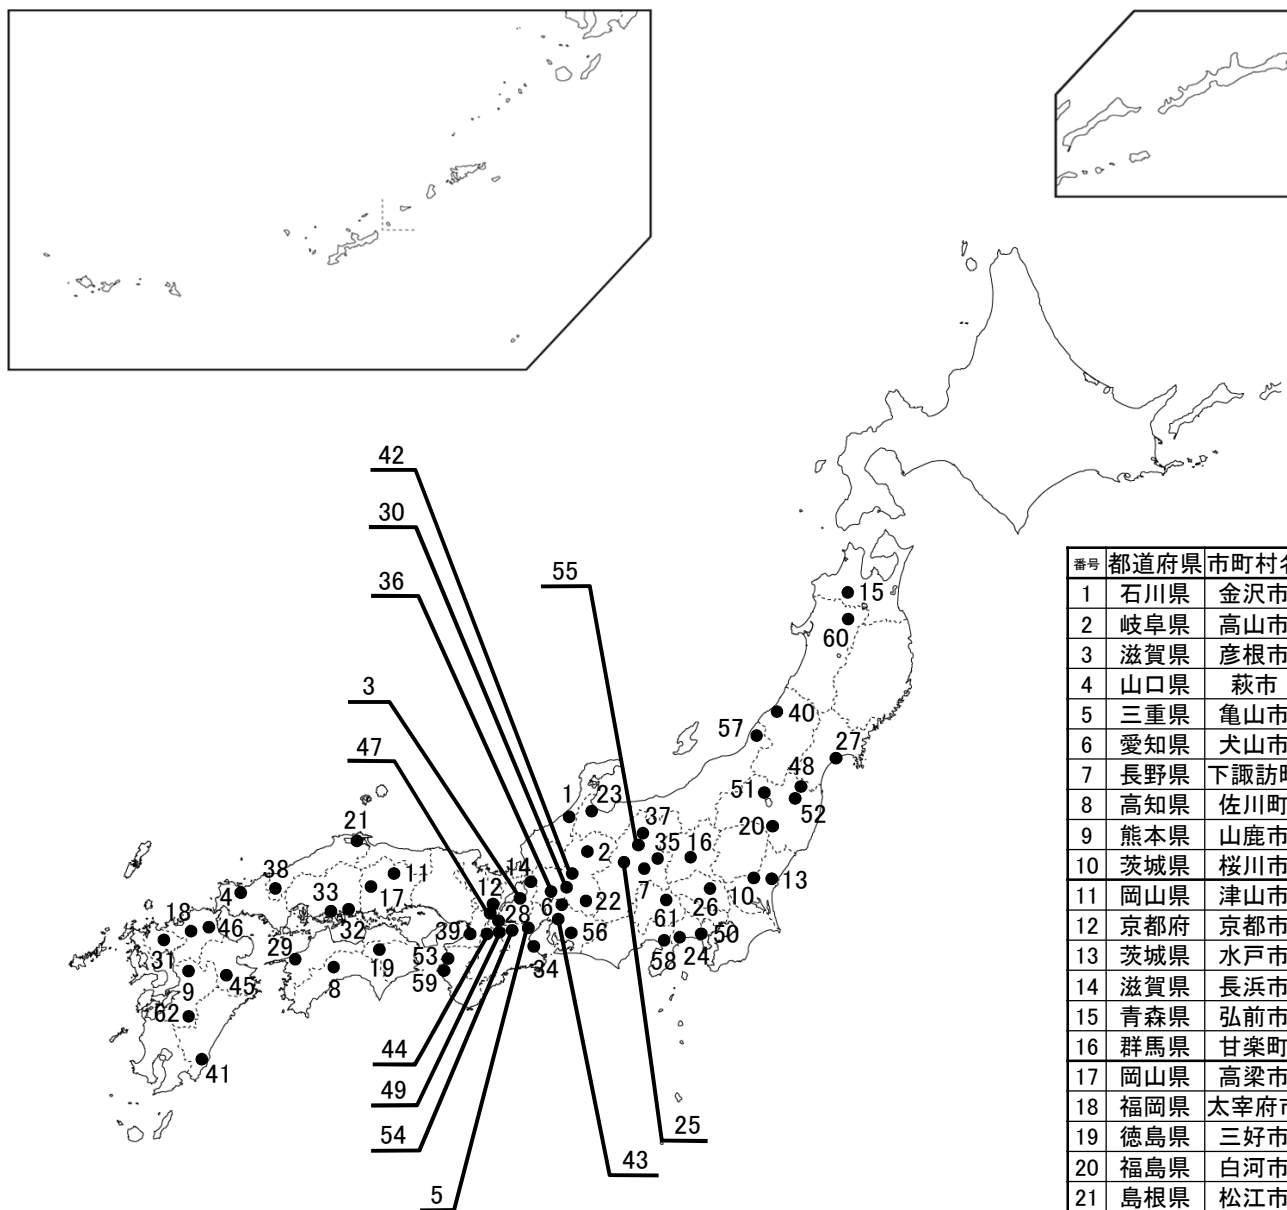 42
30
36
55
15
60
3
40
57
27
47
48
1
23
51
52
37
20
21
35
16
2
14
7
13
10
38
11
12
4
33
17
6
22
26
28
61
18
46
32
39
56
50
31
29
53
34
58
24
9
45
19
8
59
62
41
44
49
54
25
43
5
番号 都道府県 市町村名
1 石川県 金沢市
2 岐阜県 高山市
3 滋賀県 彦根市
4 山口県 萩市
5 三重県 亀山市
6 愛知県 犬山市
7 長野県 下諏訪町
8 高知県 佐川町
9 熊本県 山鹿市
10 茨城県 桜川市
11 岡山県 津山市
12 京都府 京都市
13 茨城県 水戸市
14 滋賀県 長浜市
15 青森県 弘前市
16 群馬県 甘楽町
17 岡山県 高梁市
18 福岡県 太宰府市
19 徳島県 三好市
20 福島県 白河市
21 島根県 松江市